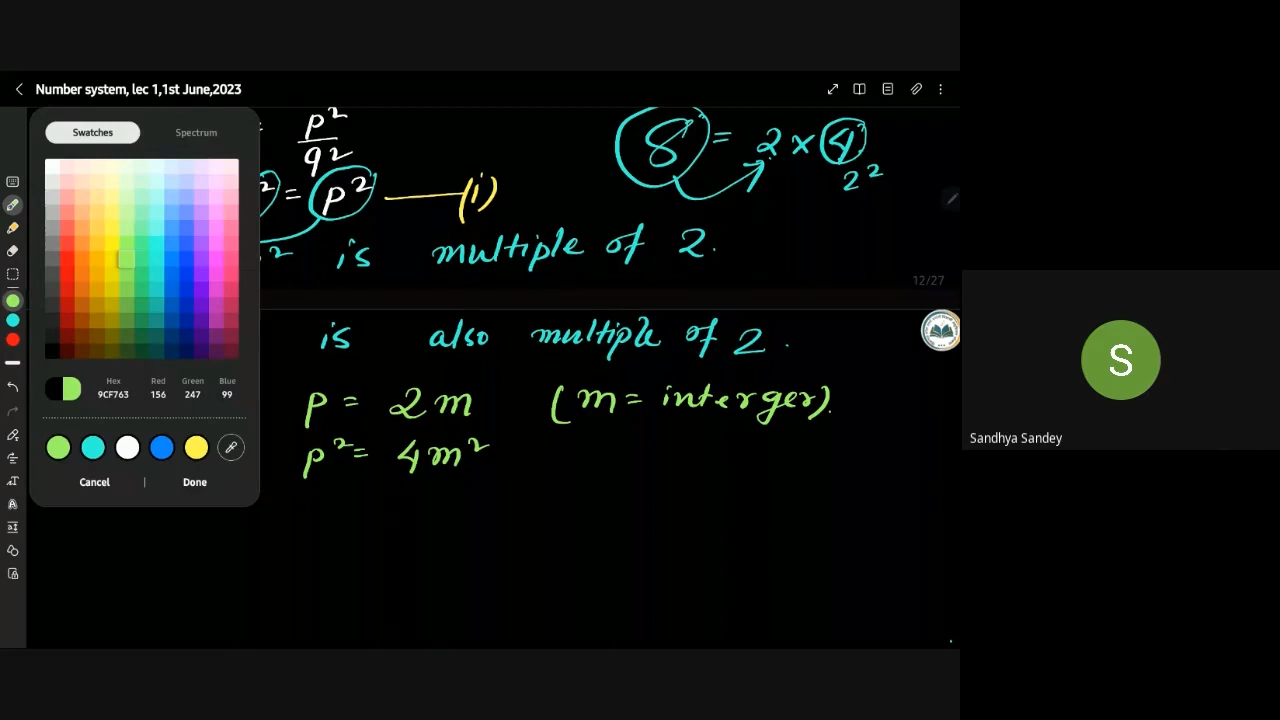 Number system, lec 1,1st June,2023
Swatches
Spectrum
p²
q²
² = p² (i)
8 = 2 × 4
2²
² is multiple of 2.
12/27
is also multiple of 2.
p = 2m (m = interger).
p² = 4m²
Hex Red Green Blue
9CF763 156 247 99
Cancel | Done
S
Sandhya Sandey